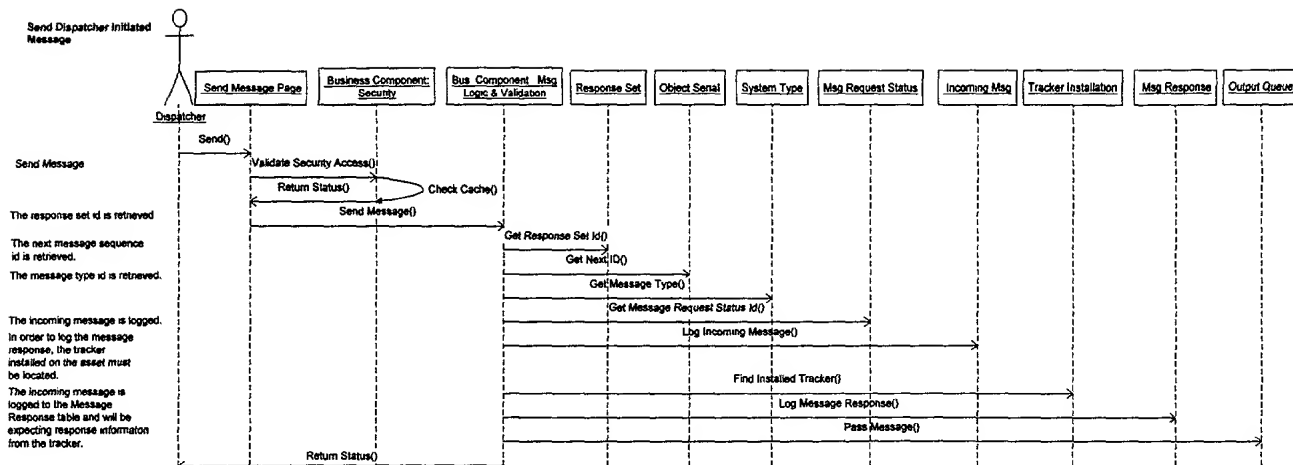 Send Dispatcher Initiated
Message
Send Message Page
Business Component:
Security
Bus_Component_Msg
Logic & Validation
Response Set
Object Serial
System Type
Msg Request Status
Incoming Msg
Tracker Installation
Msg Response
Output Queue
Dispatcher
Send()
Send Message
Validate Security Access()
Return Status()
Check Cache()
Send Message()
The response set id is retrieved
Get Response Set Id()
The next message sequence
id is retrieved.
Get Next ID()
The message type id is retrieved.
Get Message Type()
Get Message Request Status Id()
The incoming message is logged.
Log Incoming Message()
In order to log the message
response, the tracker
installed on the asset must
be located.
Find Installed Tracker()
The incoming message is
logged to the Message
Response table and will be
expecting response informaton
from the tracker.
Log Message Response()
Pass Message()
Return Status()